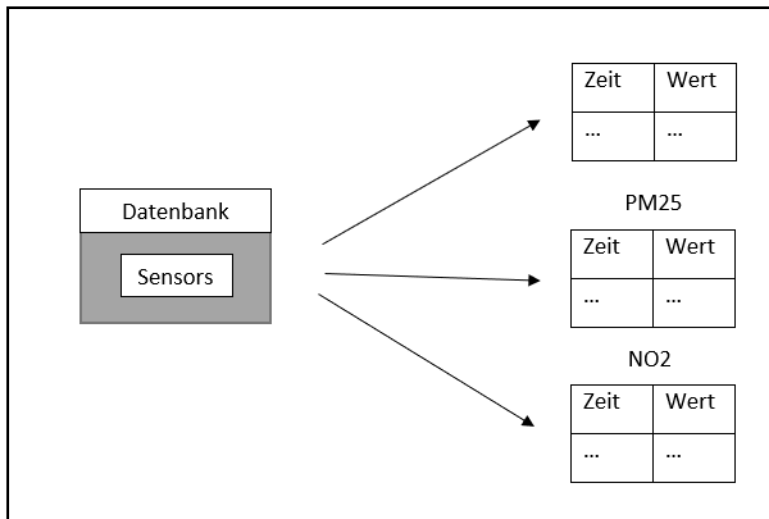 Zeit Wert
... ...
Datenbank
Sensors
PM25
Zeit Wert
... ...
NO2
Zeit Wert
... ...